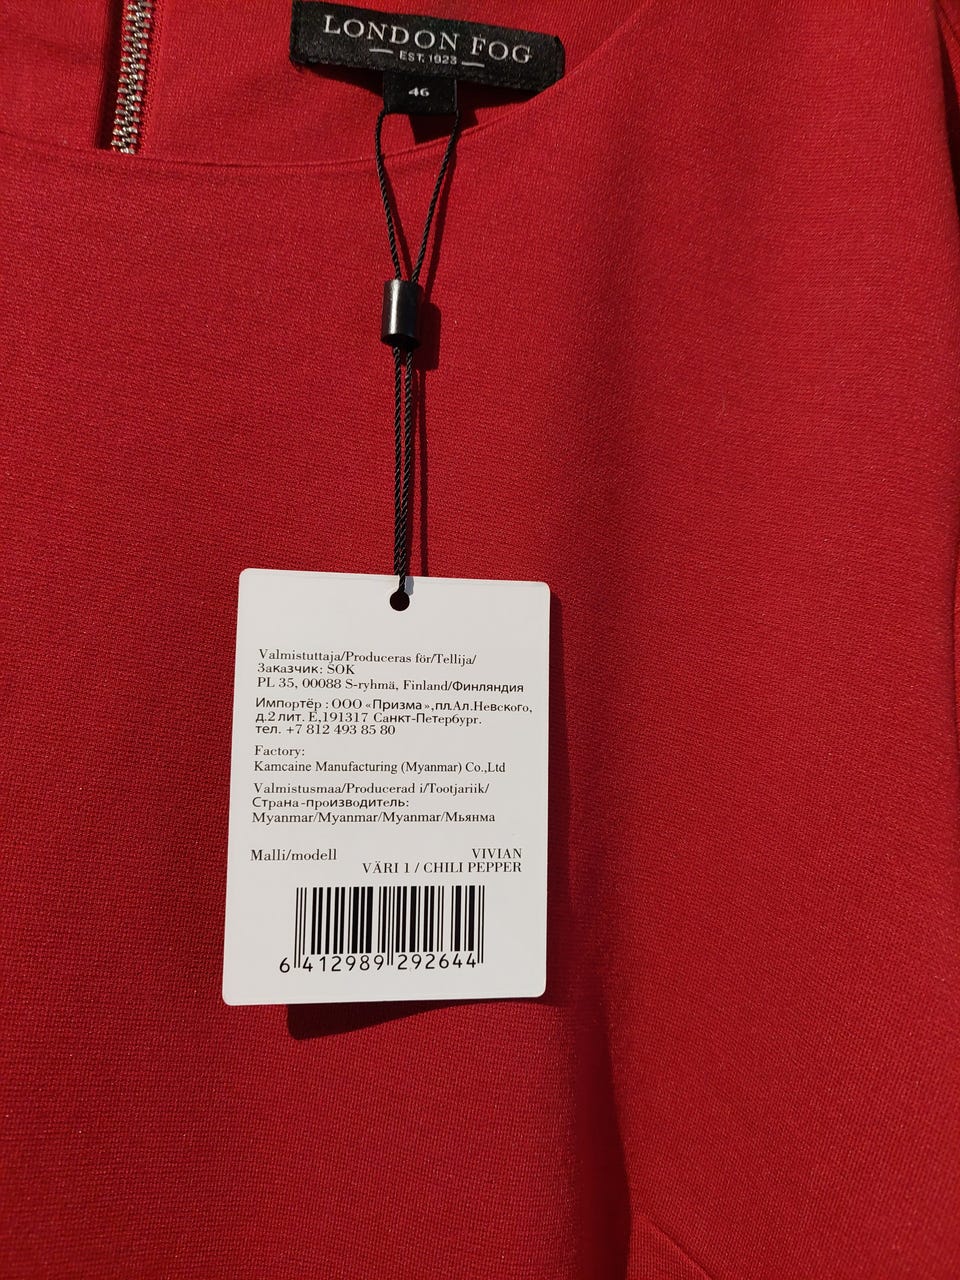 LONDON FOG
EST. 1923
46
Valmistuttaja/Produceras för/Tellija/
Заказчик: SOK
PL 35, 00088 S-ryhmä, Finland/Финляндия
Импортёр : ООО «Призма»,пл.Ал.Невского,
д.2 лит. Е,191317 Санкт-Петербург.
тел. +7 812 493 85 80
Factory:
Kamcaine Manufacturing (Myanmar) Co.,Ltd
Valmistusmaa/Producerad i/Tootjariik/
Страна-производитель:
Myanmar/Myanmar/Myanmar/Мьянма
Malli/modell VIVIAN
VÄRI 1 / CHILI PEPPER
6 412989 292644